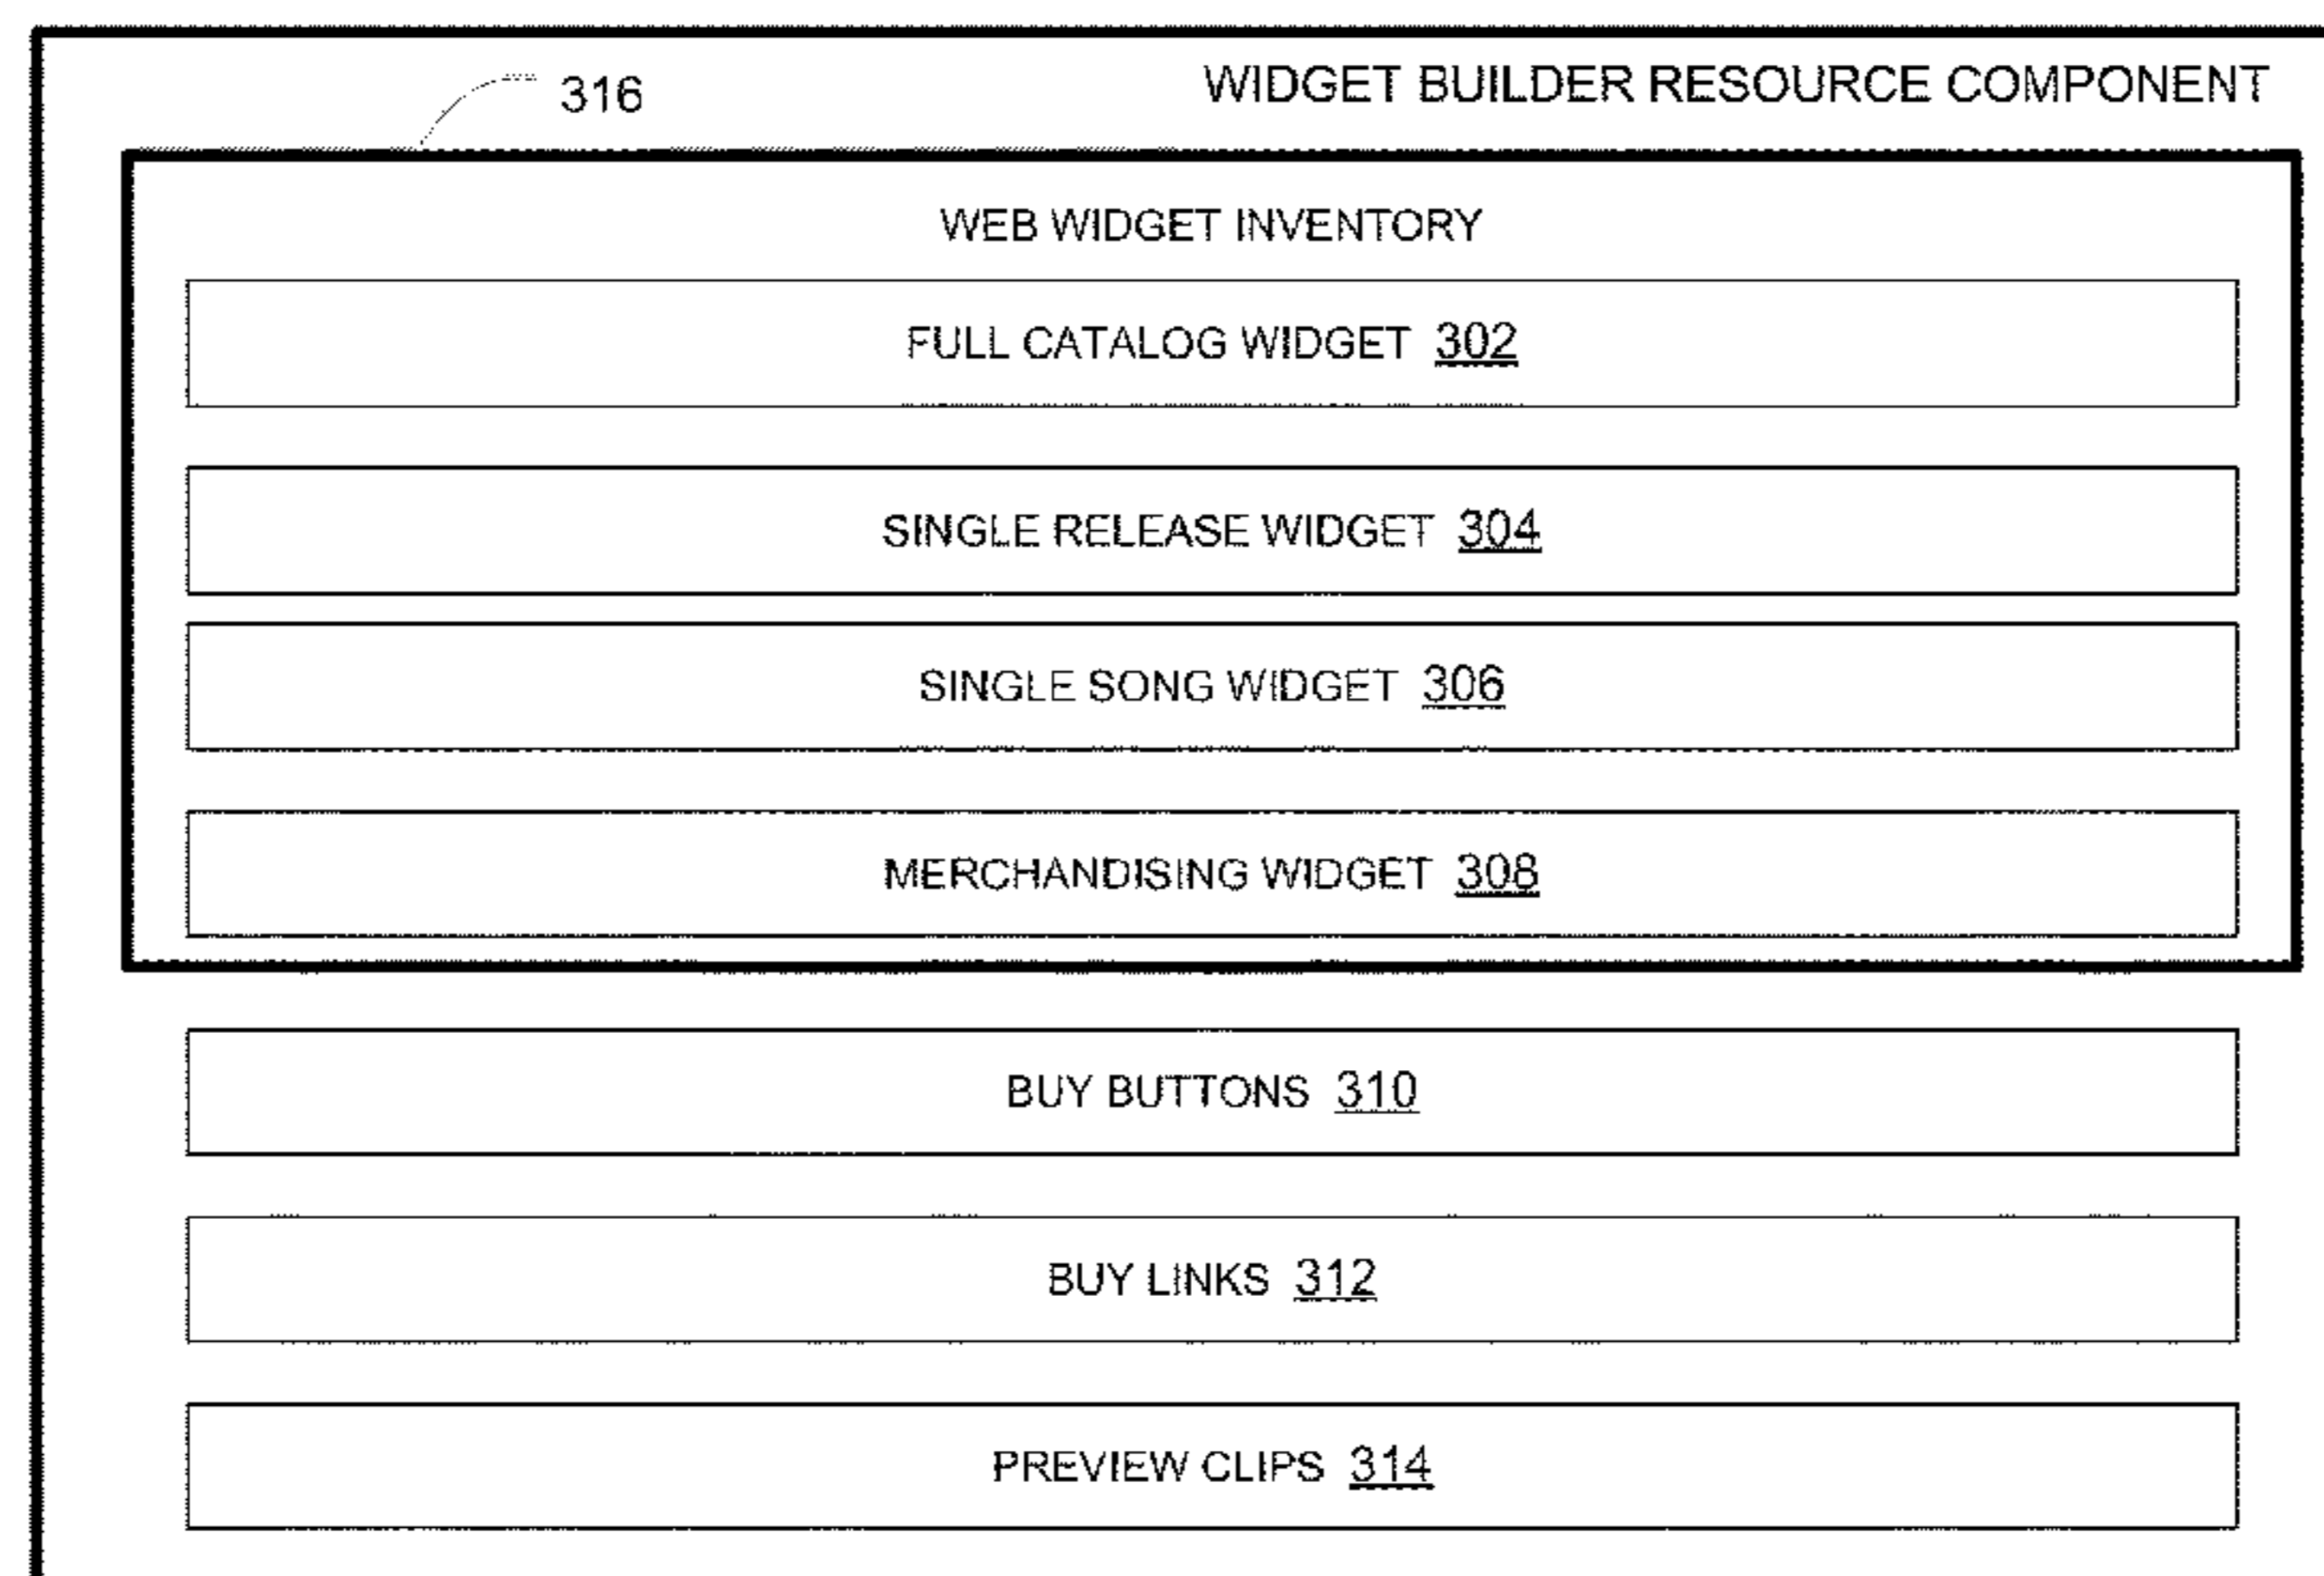 316
WIDGET BUILDER RESOURCE COMPONENT
WEB WIDGET INVENTORY
FULL CATALOG WIDGET 302
SINGLE RELEASE WIDGET 304
SINGLE SONG WIDGET 306
MERCHANDISING WIDGET 308
BUY BUTTONS 310
BUY LINKS 312
PREVIEW CLIPS 314